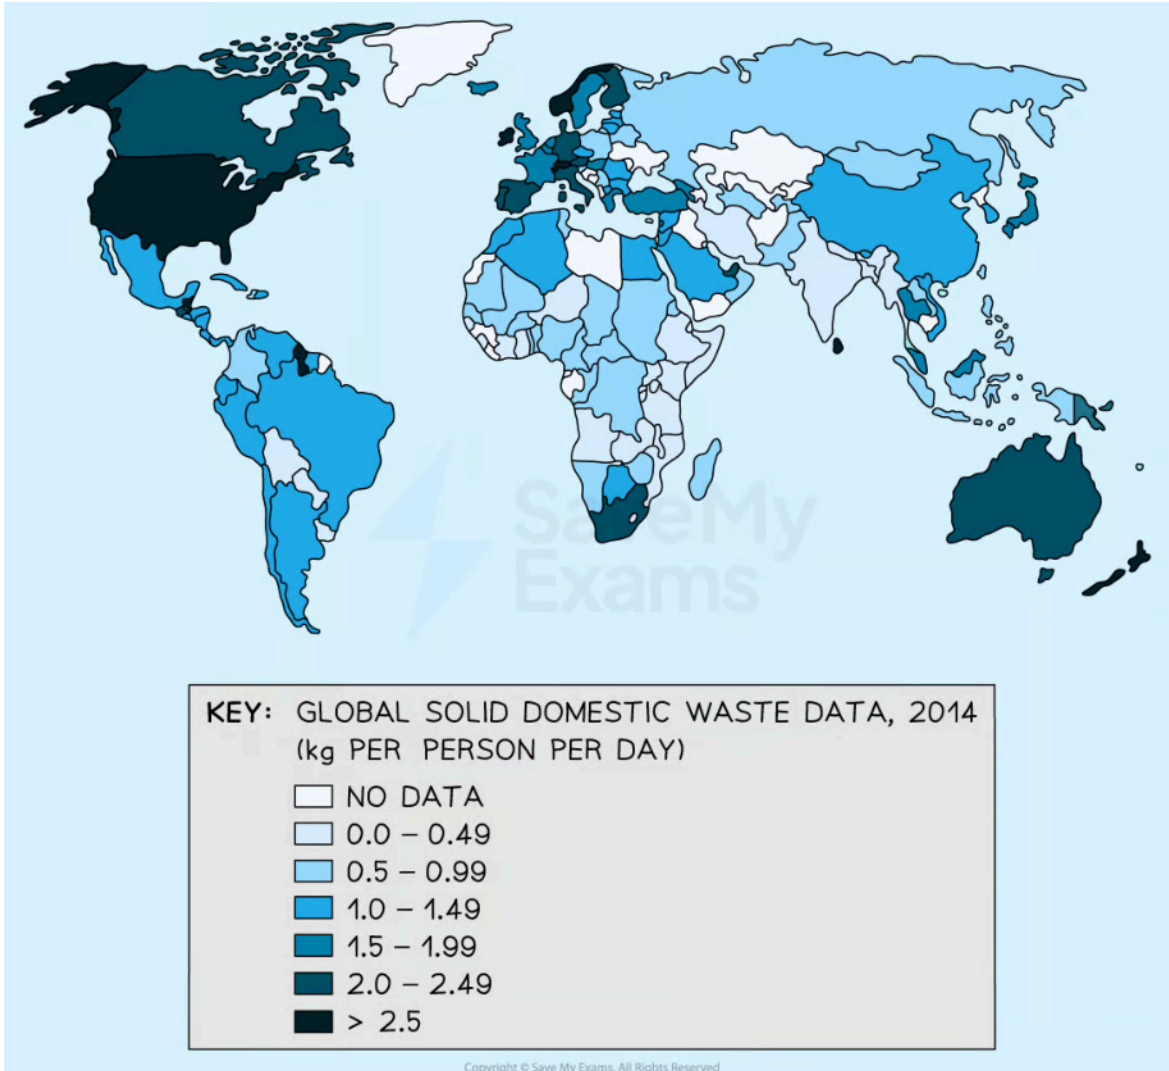 SaveMy
Exams
KEY: GLOBAL SOLID DOMESTIC WASTE DATA, 2014
(kg PER PERSON PER DAY)
NO DATA
0.0 – 0.49
0.5 – 0.99
1.0 – 1.49
1.5 – 1.99
2.0 – 2.49
> 2.5
Copyright © Save My Exams. All Rights Reserved